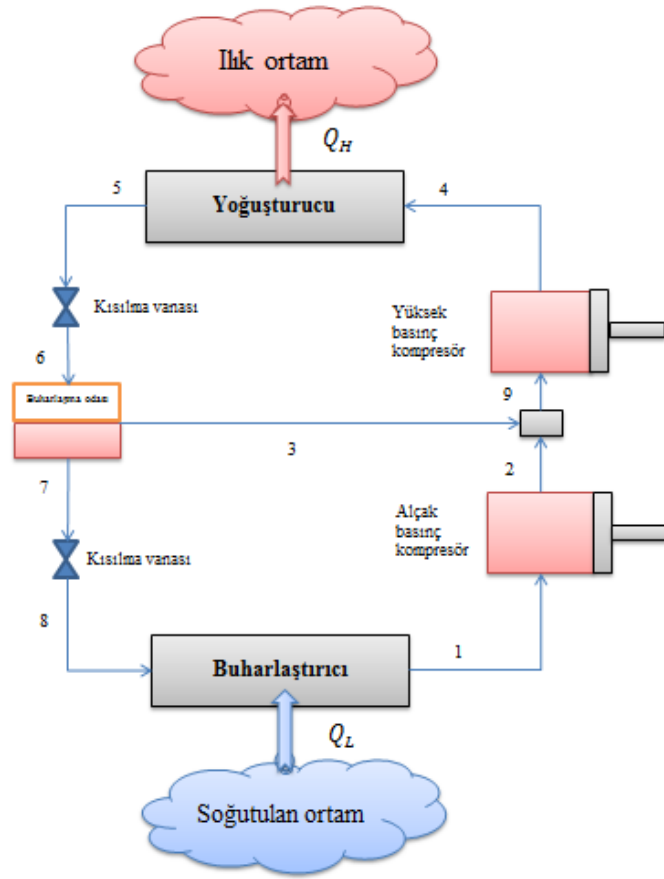 Ilık ortam
Q_H
5
Yoğuşturucu
4
Kısılma vanası
Yüksek
basınç
kompresör
6
Buharlaşma odası
9
3
7
2
Alçak
basınç
kompresör
Kısılma vanası
8
Buharlaştırıcı
1
Q_L
Soğutulan ortam